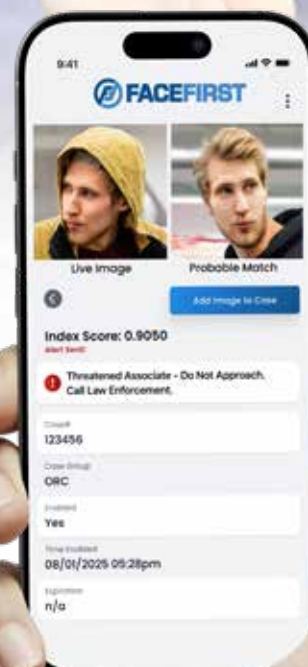 9:41
FACEFIRST
Live Image
Probable Match
Add Image to Case
Index Score: 0.9050
Alert Sent!
Threatened Associate - Do Not Approach.
Call Law Enforcement.
Case#
123456
Case Group
ORC
Enabled
Yes
Time Enabled
08/01/2025 05:28pm
Expiration
n/a